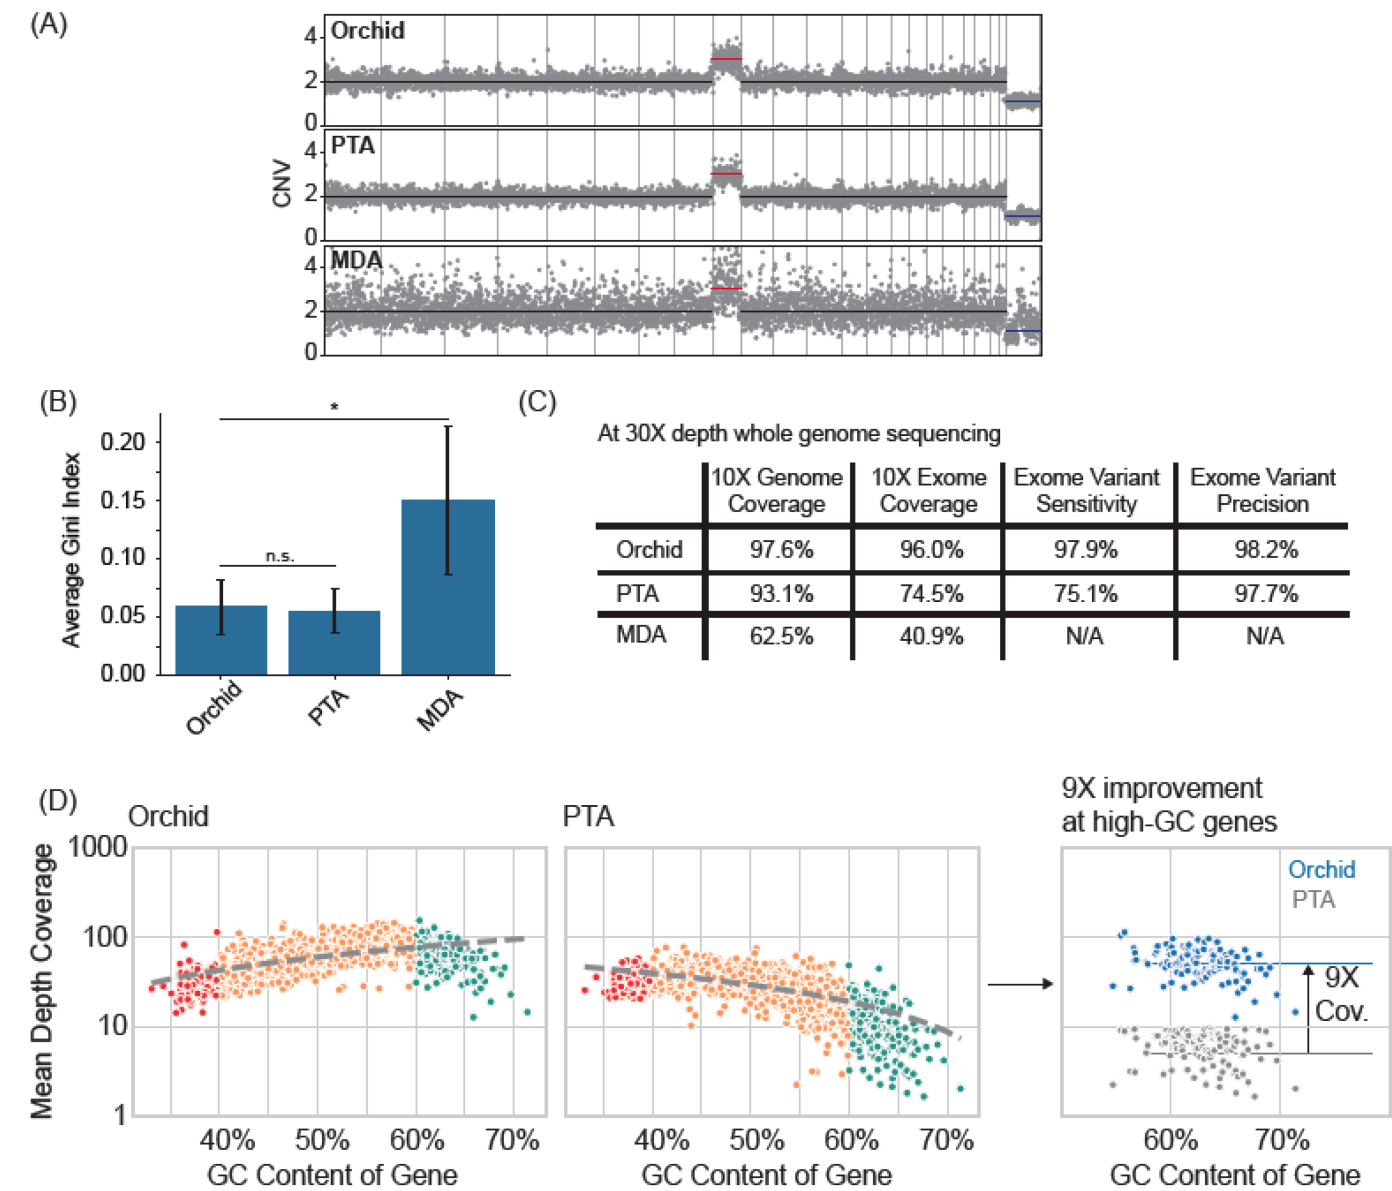 (A)
Orchid
4
2
0
PTA
4
2
0
CNV
MDA
4
2
0
(B)
*
n.s.
0.20
0.15
0.10
0.05
0.00
Average Gini Index
Orchid
PTA
MDA
(C)
At 30X depth whole genome sequencing
10X Genome Coverage
10X Exome Coverage
Exome Variant Sensitivity
Exome Variant Precision
Orchid 97.6% 96.0% 97.9% 98.2%
PTA 93.1% 74.5% 75.1% 97.7%
MDA 62.5% 40.9% N/A N/A
(D)
Orchid
1000
100
10
1
Mean Depth Coverage
40% 50% 60% 70%
GC Content of Gene
PTA
40% 50% 60% 70%
GC Content of Gene
9X improvement
at high-GC genes
Orchid
PTA
9X
Cov.
60% 70%
GC Content of Gene